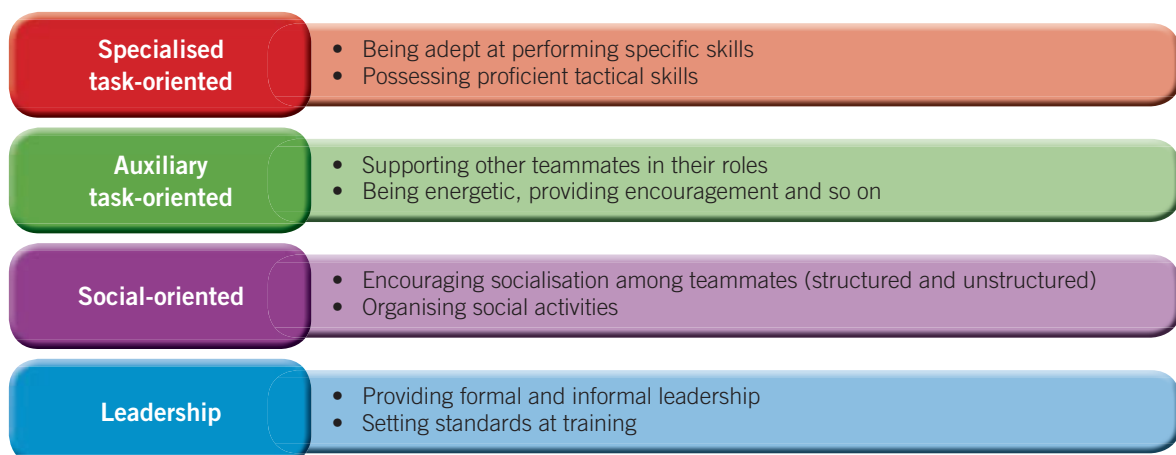 Specialised
task-oriented
• Being adept at performing specific skills
• Possessing proficient tactical skills
Auxiliary
task-oriented
• Supporting other teammates in their roles
• Being energetic, providing encouragement and so on
Social-oriented
• Encouraging socialisation among teammates (structured and unstructured)
• Organising social activities
Leadership
• Providing formal and informal leadership
• Setting standards at training